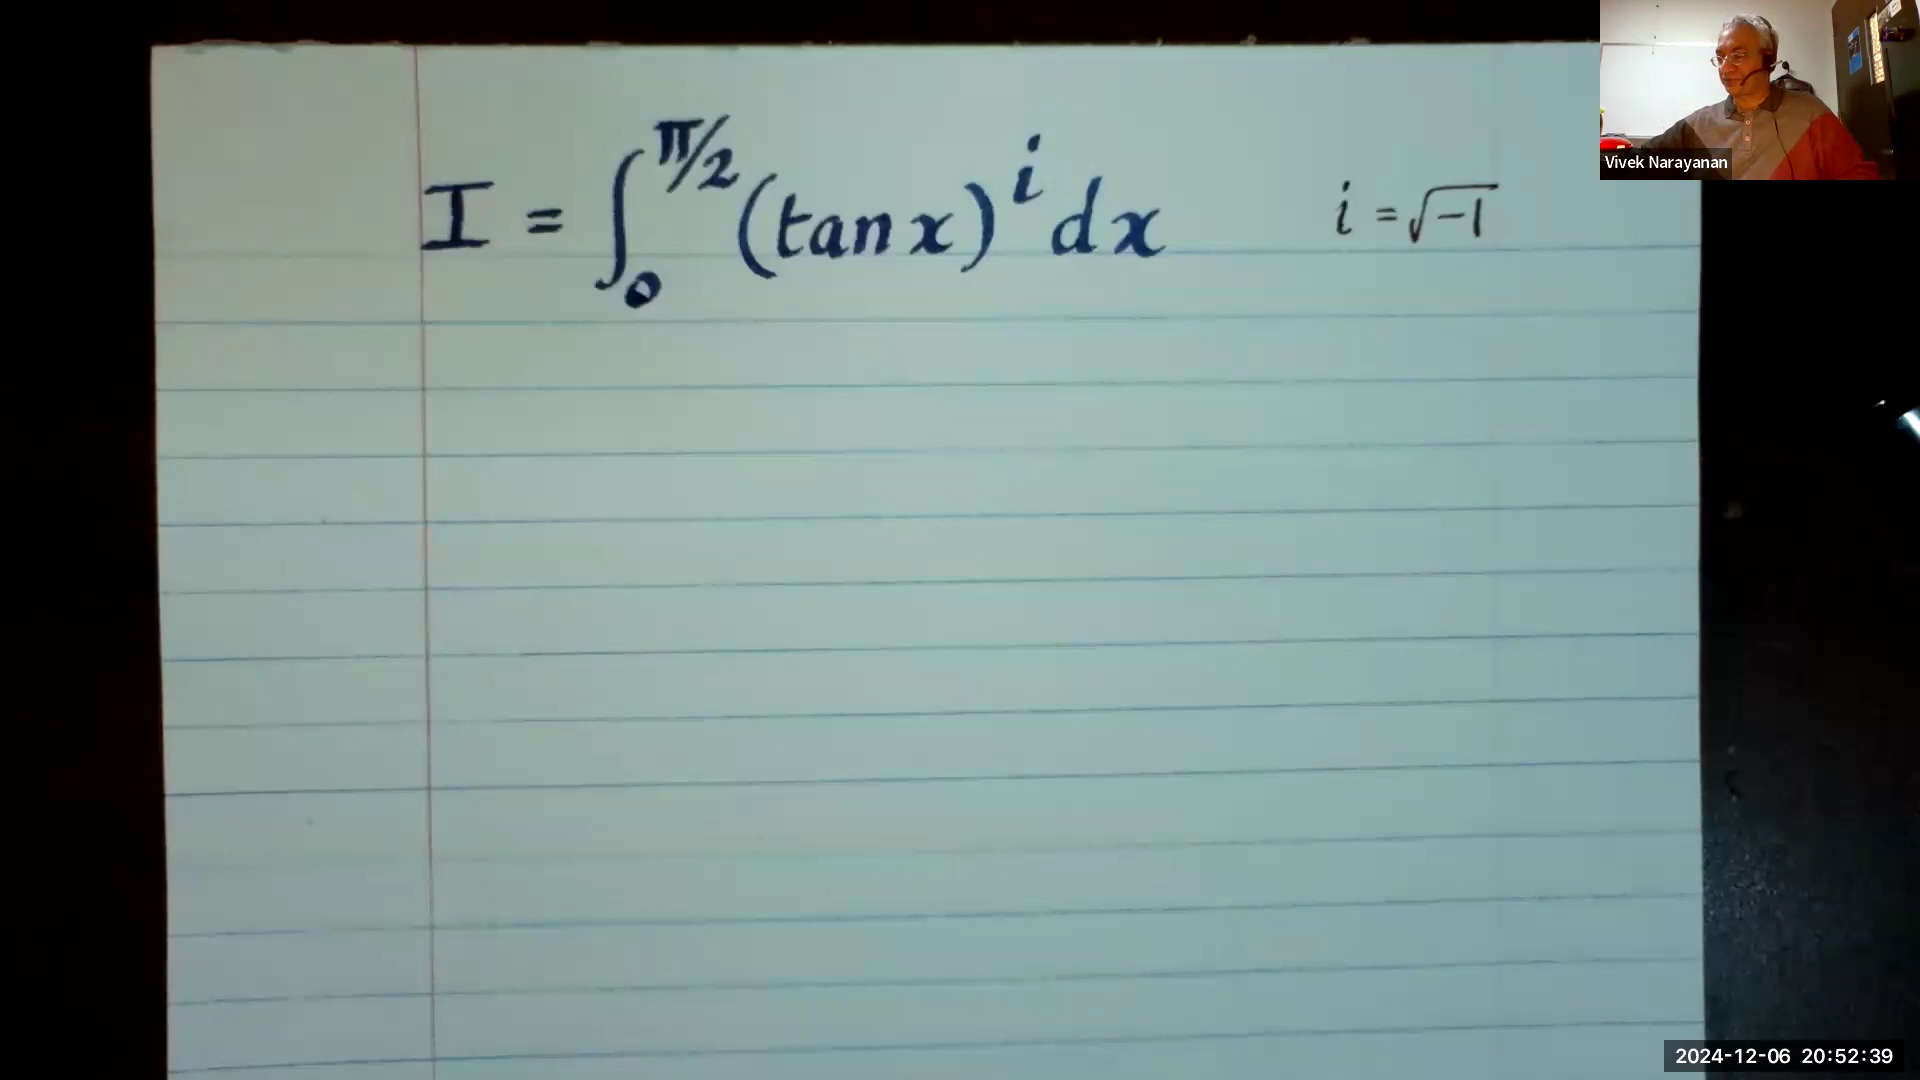 I = ∫₀^π/2 (tan x)^i dx    i = √-1
Vivek Narayanan
2024-12-06 20:52:39